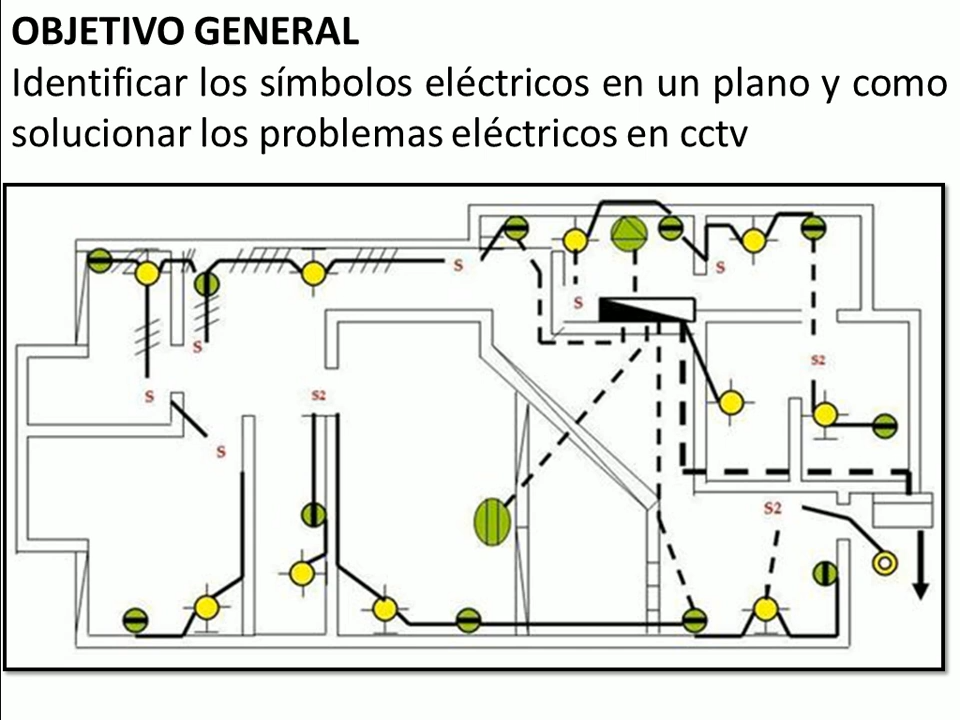 OBJETIVO GENERAL
Identificar los símbolos eléctricos en un plano y como
solucionar los problemas eléctricos en cctv
S
S
S
S
S2
S
S2
S
S
S2